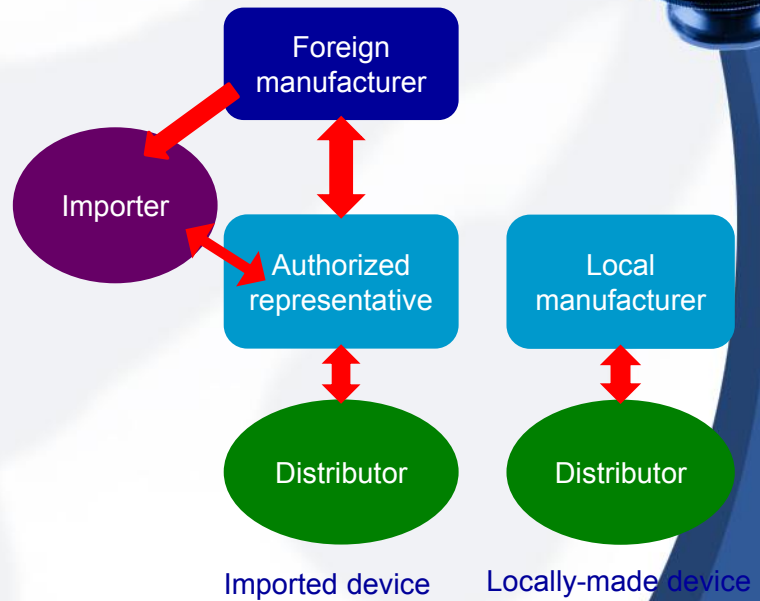 Foreign
manufacturer
Importer
Authorized
representative
Local
manufacturer
Distributor
Distributor
Imported device
Locally-made device